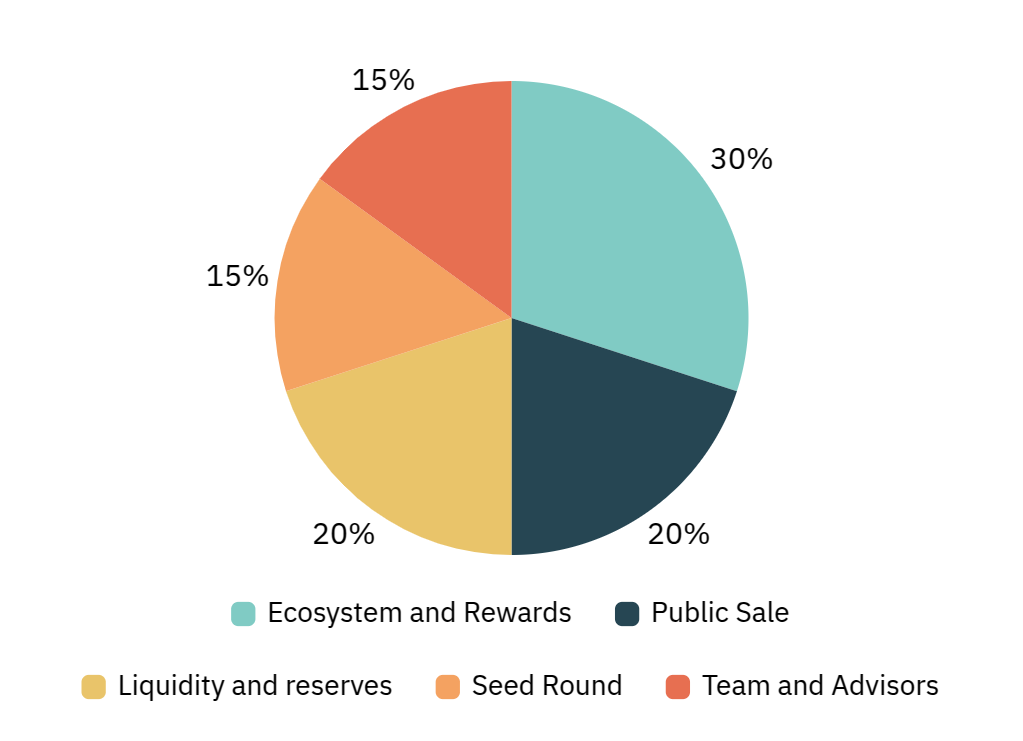 15%
30%
15%
20%
20%
Ecosystem and Rewards
Public Sale
Liquidity and reserves
Seed Round
Team and Advisors